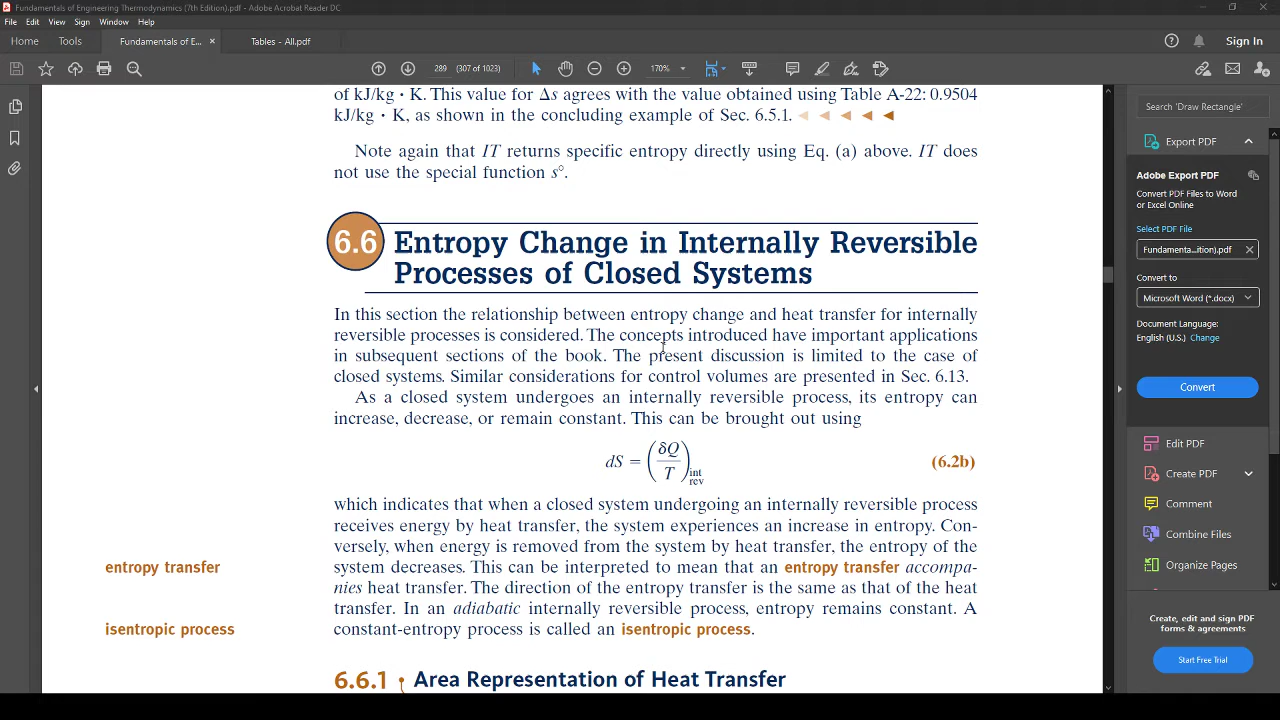 Fundamentals of Engineering Thermodynamics (7th Edition).pdf - Adobe Acrobat Reader DC
File Edit View Sign Window Help
Home Tools Fundamentals of E... × Tables - All.pdf Sign In
289 (307 of 1023) 170%
of kJ/kg · K. This value for Δs agrees with the value obtained using Table A-22: 0.9504
kJ/kg · K, as shown in the concluding example of Sec. 6.5.1.
Note again that IT returns specific entropy directly using Eq. (a) above. IT does
not use the special function s°.
6.6 Entropy Change in Internally Reversible
Processes of Closed Systems
In this section the relationship between entropy change and heat transfer for internally
reversible processes is considered. The concepts introduced have important applications
in subsequent sections of the book. The present discussion is limited to the case of
closed systems. Similar considerations for control volumes are presented in Sec. 6.13.
As a closed system undergoes an internally reversible process, its entropy can
increase, decrease, or remain constant. This can be brought out using
dS = (δQ/T) int rev (6.2b)
which indicates that when a closed system undergoing an internally reversible process
receives energy by heat transfer, the system experiences an increase in entropy. Con-
versely, when energy is removed from the system by heat transfer, the entropy of the
system decreases. This can be interpreted to mean that an entropy transfer accompa-
nies heat transfer. The direction of the entropy transfer is the same as that of the heat
transfer. In an adiabatic internally reversible process, entropy remains constant. A
constant-entropy process is called an isentropic process.
entropy transfer
isentropic process
6.6.1 Area Representation of Heat Transfer
Search 'Draw Rectangle'
Export PDF
Adobe Export PDF
Convert PDF Files to Word
or Excel Online
Select PDF File
Fundamenta...ition).pdf ×
Convert to
Microsoft Word (*.docx)
Document Language:
English (U.S.) Change
Convert
Edit PDF
Create PDF
Comment
Combine Files
Organize Pages
Create, edit and sign PDF
forms & agreements
Start Free Trial